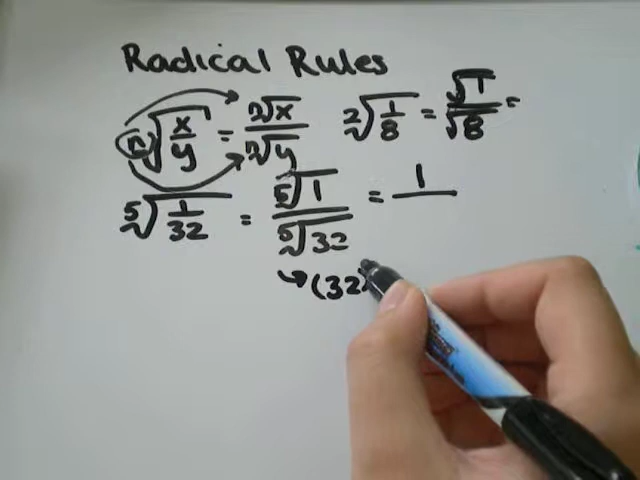 Radical Rules
ⁿ√(x/y) = ⁿ√x / ⁿ√y    ²√(1/8) = √1 / √8 =
⁵√(1/32) = ⁵√1 / ⁵√32 = 1 /
→ (32)